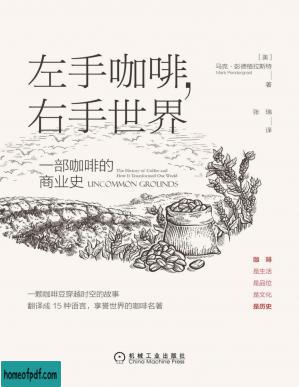 [美]
马克·彭德格拉斯特
Mark Pendergrast
著
左手咖啡，
右手世界
张瑞
译
一部咖啡的
商业史
The History of Coffee and
How It Transformed Our World
UNCOMMON GROUNDS
一颗咖啡豆穿越时空的故事
翻译成 15 种语言，享誉世界的咖啡名著
咖啡
是生活
是品位
是文化
是历史
机械工业出版社
China Machine Press
homeofpdf.com